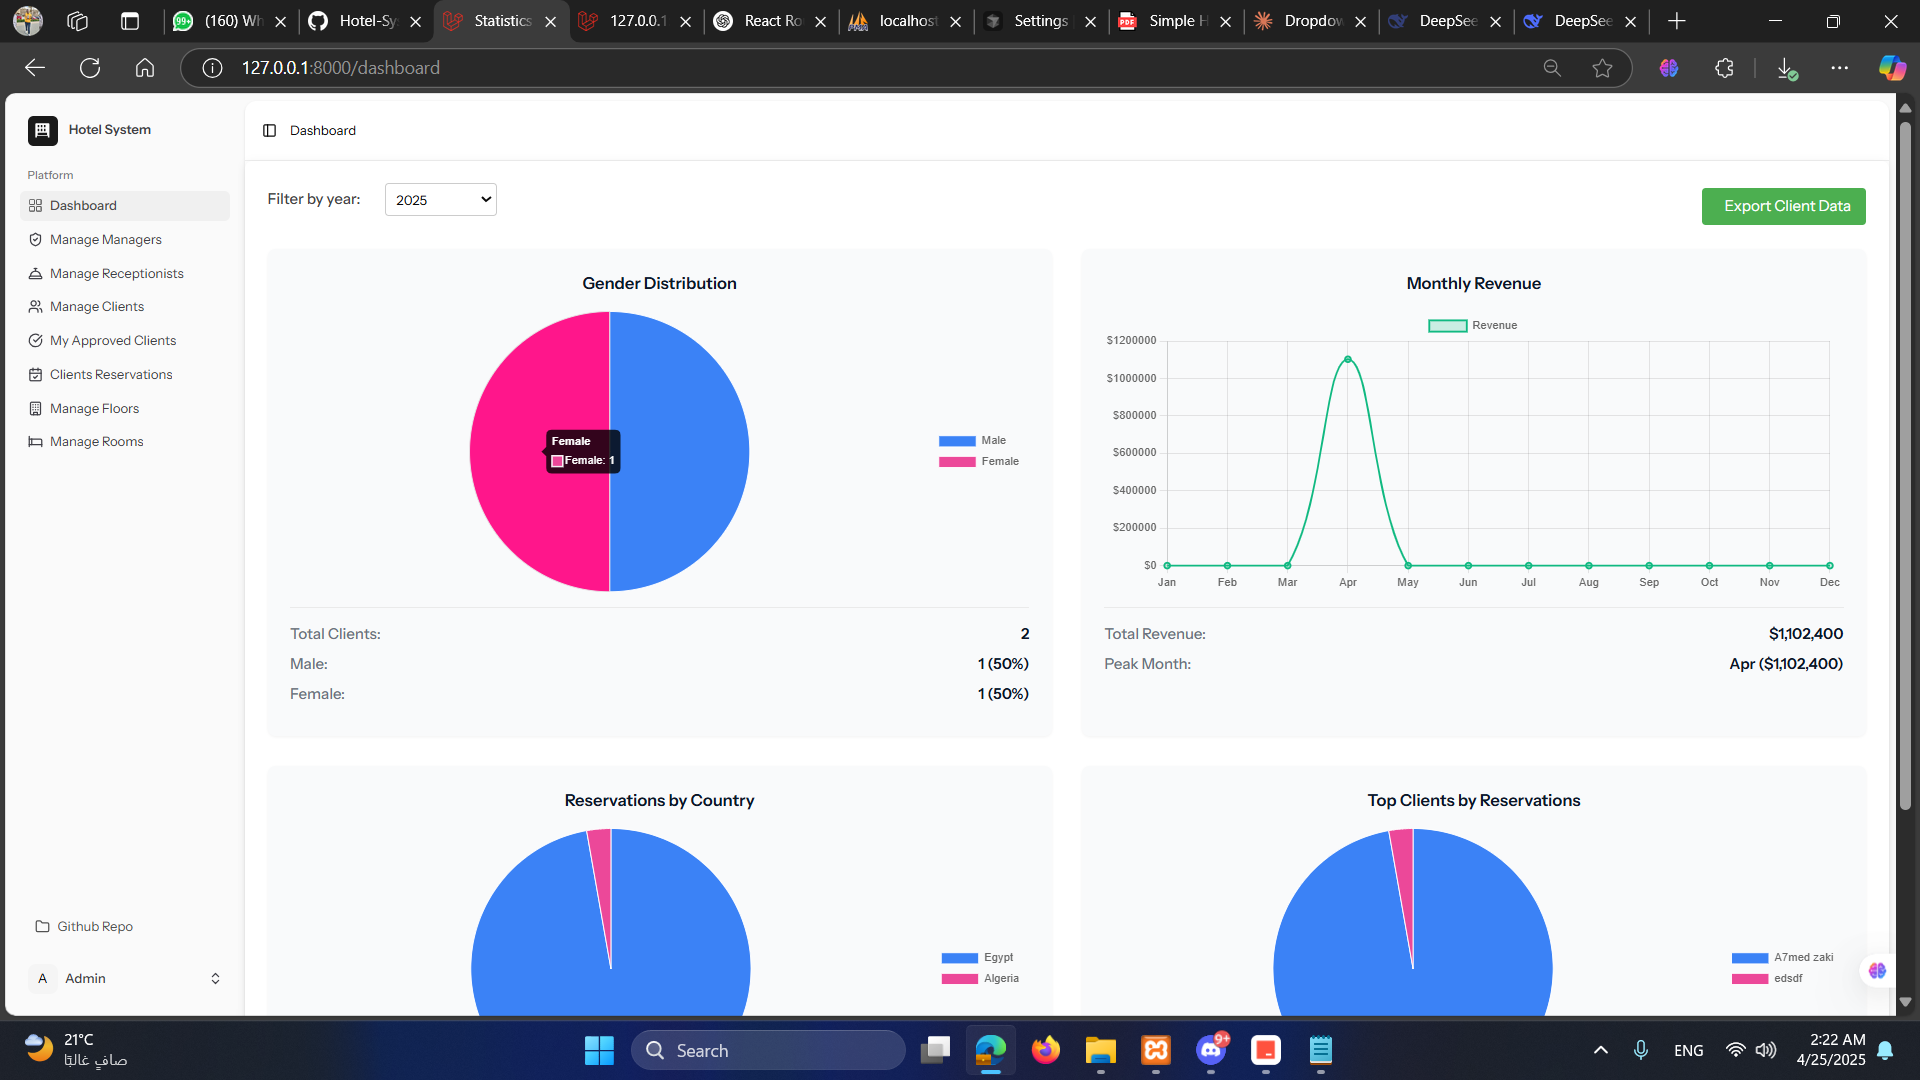 99+
(160) Wh
Hotel-Sy
Statistics
127.0.0.1
React Ro
localhost
Settings
PDF
Simple H
Dropdow
DeepSee
DeepSee
127.0.0.1:8000/dashboard
Hotel System
Dashboard
Platform
Dashboard
Manage Managers
Manage Receptionists
Manage Clients
My Approved Clients
Clients Reservations
Manage Floors
Manage Rooms
Github Repo
A Admin
Filter by year: 2025
Export Client Data
Gender Distribution
Female
Female: 1
Male
Female
Total Clients: 2
Male: 1 (50%)
Female: 1 (50%)
Monthly Revenue
Revenue
$1200000
$1000000
$800000
$600000
$400000
$200000
$0
Jan Feb Mar Apr May Jun Jul Aug Sep Oct Nov Dec
Total Revenue: $1,102,400
Peak Month: Apr ($1,102,400)
Reservations by Country
Egypt
Algeria
Top Clients by Reservations
A7med zaki
edsdf
21°C
صافٍ غالبًا
Search
9+
ENG
2:22 AM
4/25/2025